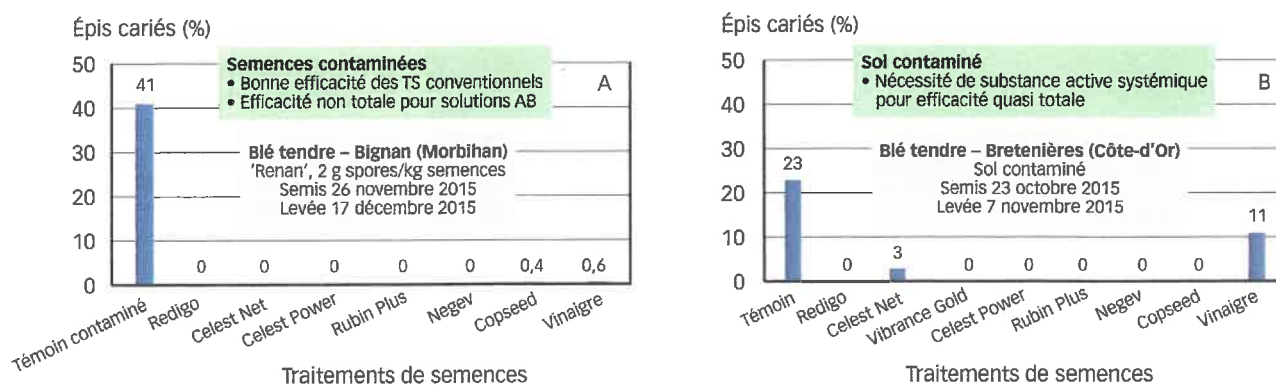 Épis cariés (%)
50
40
30
20
10
0
41
0
0
0
0
0
0,4
0,6
Semences contaminées
• Bonne efficacité des TS conventionnels
• Efficacité non totale pour solutions AB
A
Blé tendre – Bignan (Morbihan)
'Renan', 2 g spores/kg semences
Semis 26 novembre 2015
Levée 17 décembre 2015
Témoin contaminé
Redigo
Celest Net
Celest Power
Rubin Plus
Negev
Copseed
Vinaigre
Traitements de semences
Épis cariés (%)
50
40
30
20
10
0
23
0
3
0
0
0
0
0
11
Sol contaminé
• Nécessité de substance active systémique
pour efficacité quasi totale
B
Blé tendre – Bretenières (Côte-d'Or)
Sol contaminé
Semis 23 octobre 2015
Levée 7 novembre 2015
Témoin
Redigo
Celest Net
Vibrance Gold
Celest Power
Rubin Plus
Negev
Copseed
Vinaigre
Traitements de semences